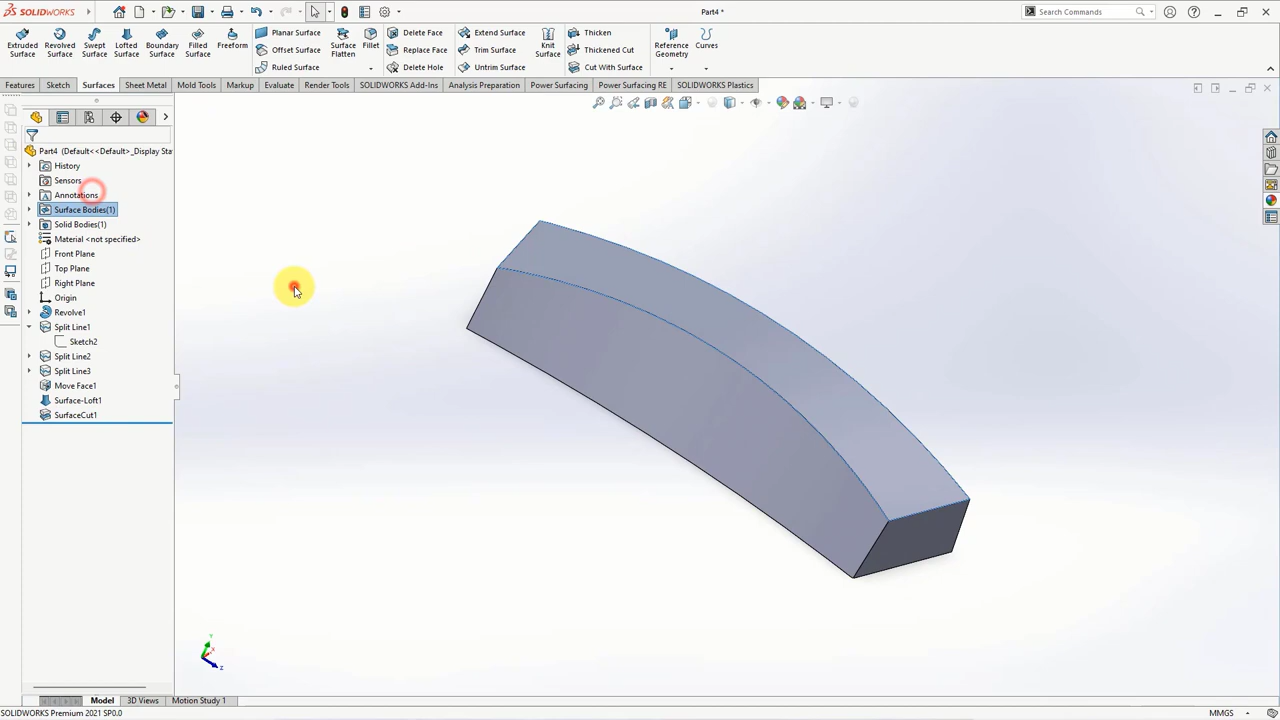 SOLIDWORKS
Part4 *
Search Commands
Extruded Surface
Revolved Surface
Swept Surface
Lofted Surface
Boundary Surface
Filled Surface
Freeform
Planar Surface
Offset Surface
Ruled Surface
Surface Flatten
Fillet
Delete Face
Replace Face
Delete Hole
Extend Surface
Trim Surface
Untrim Surface
Knit Surface
Thicken
Thickened Cut
Cut With Surface
Reference Geometry
Curves
Features
Sketch
Surfaces
Sheet Metal
Mold Tools
Markup
Evaluate
Render Tools
SOLIDWORKS Add-Ins
Analysis Preparation
Power Surfacing
Power Surfacing RE
SOLIDWORKS Plastics
Part4 (Default<<Default>_Display Sta
History
Sensors
Annotations
Surface Bodies(1)
Solid Bodies(1)
Material <not specified>
Front Plane
Top Plane
Right Plane
Origin
Revolve1
Split Line1
Sketch2
Split Line2
Split Line3
Move Face1
Surface-Loft1
SurfaceCut1
Y
X
Z
Model
3D Views
Motion Study 1
SOLIDWORKS Premium 2021 SP0.0
MMGS